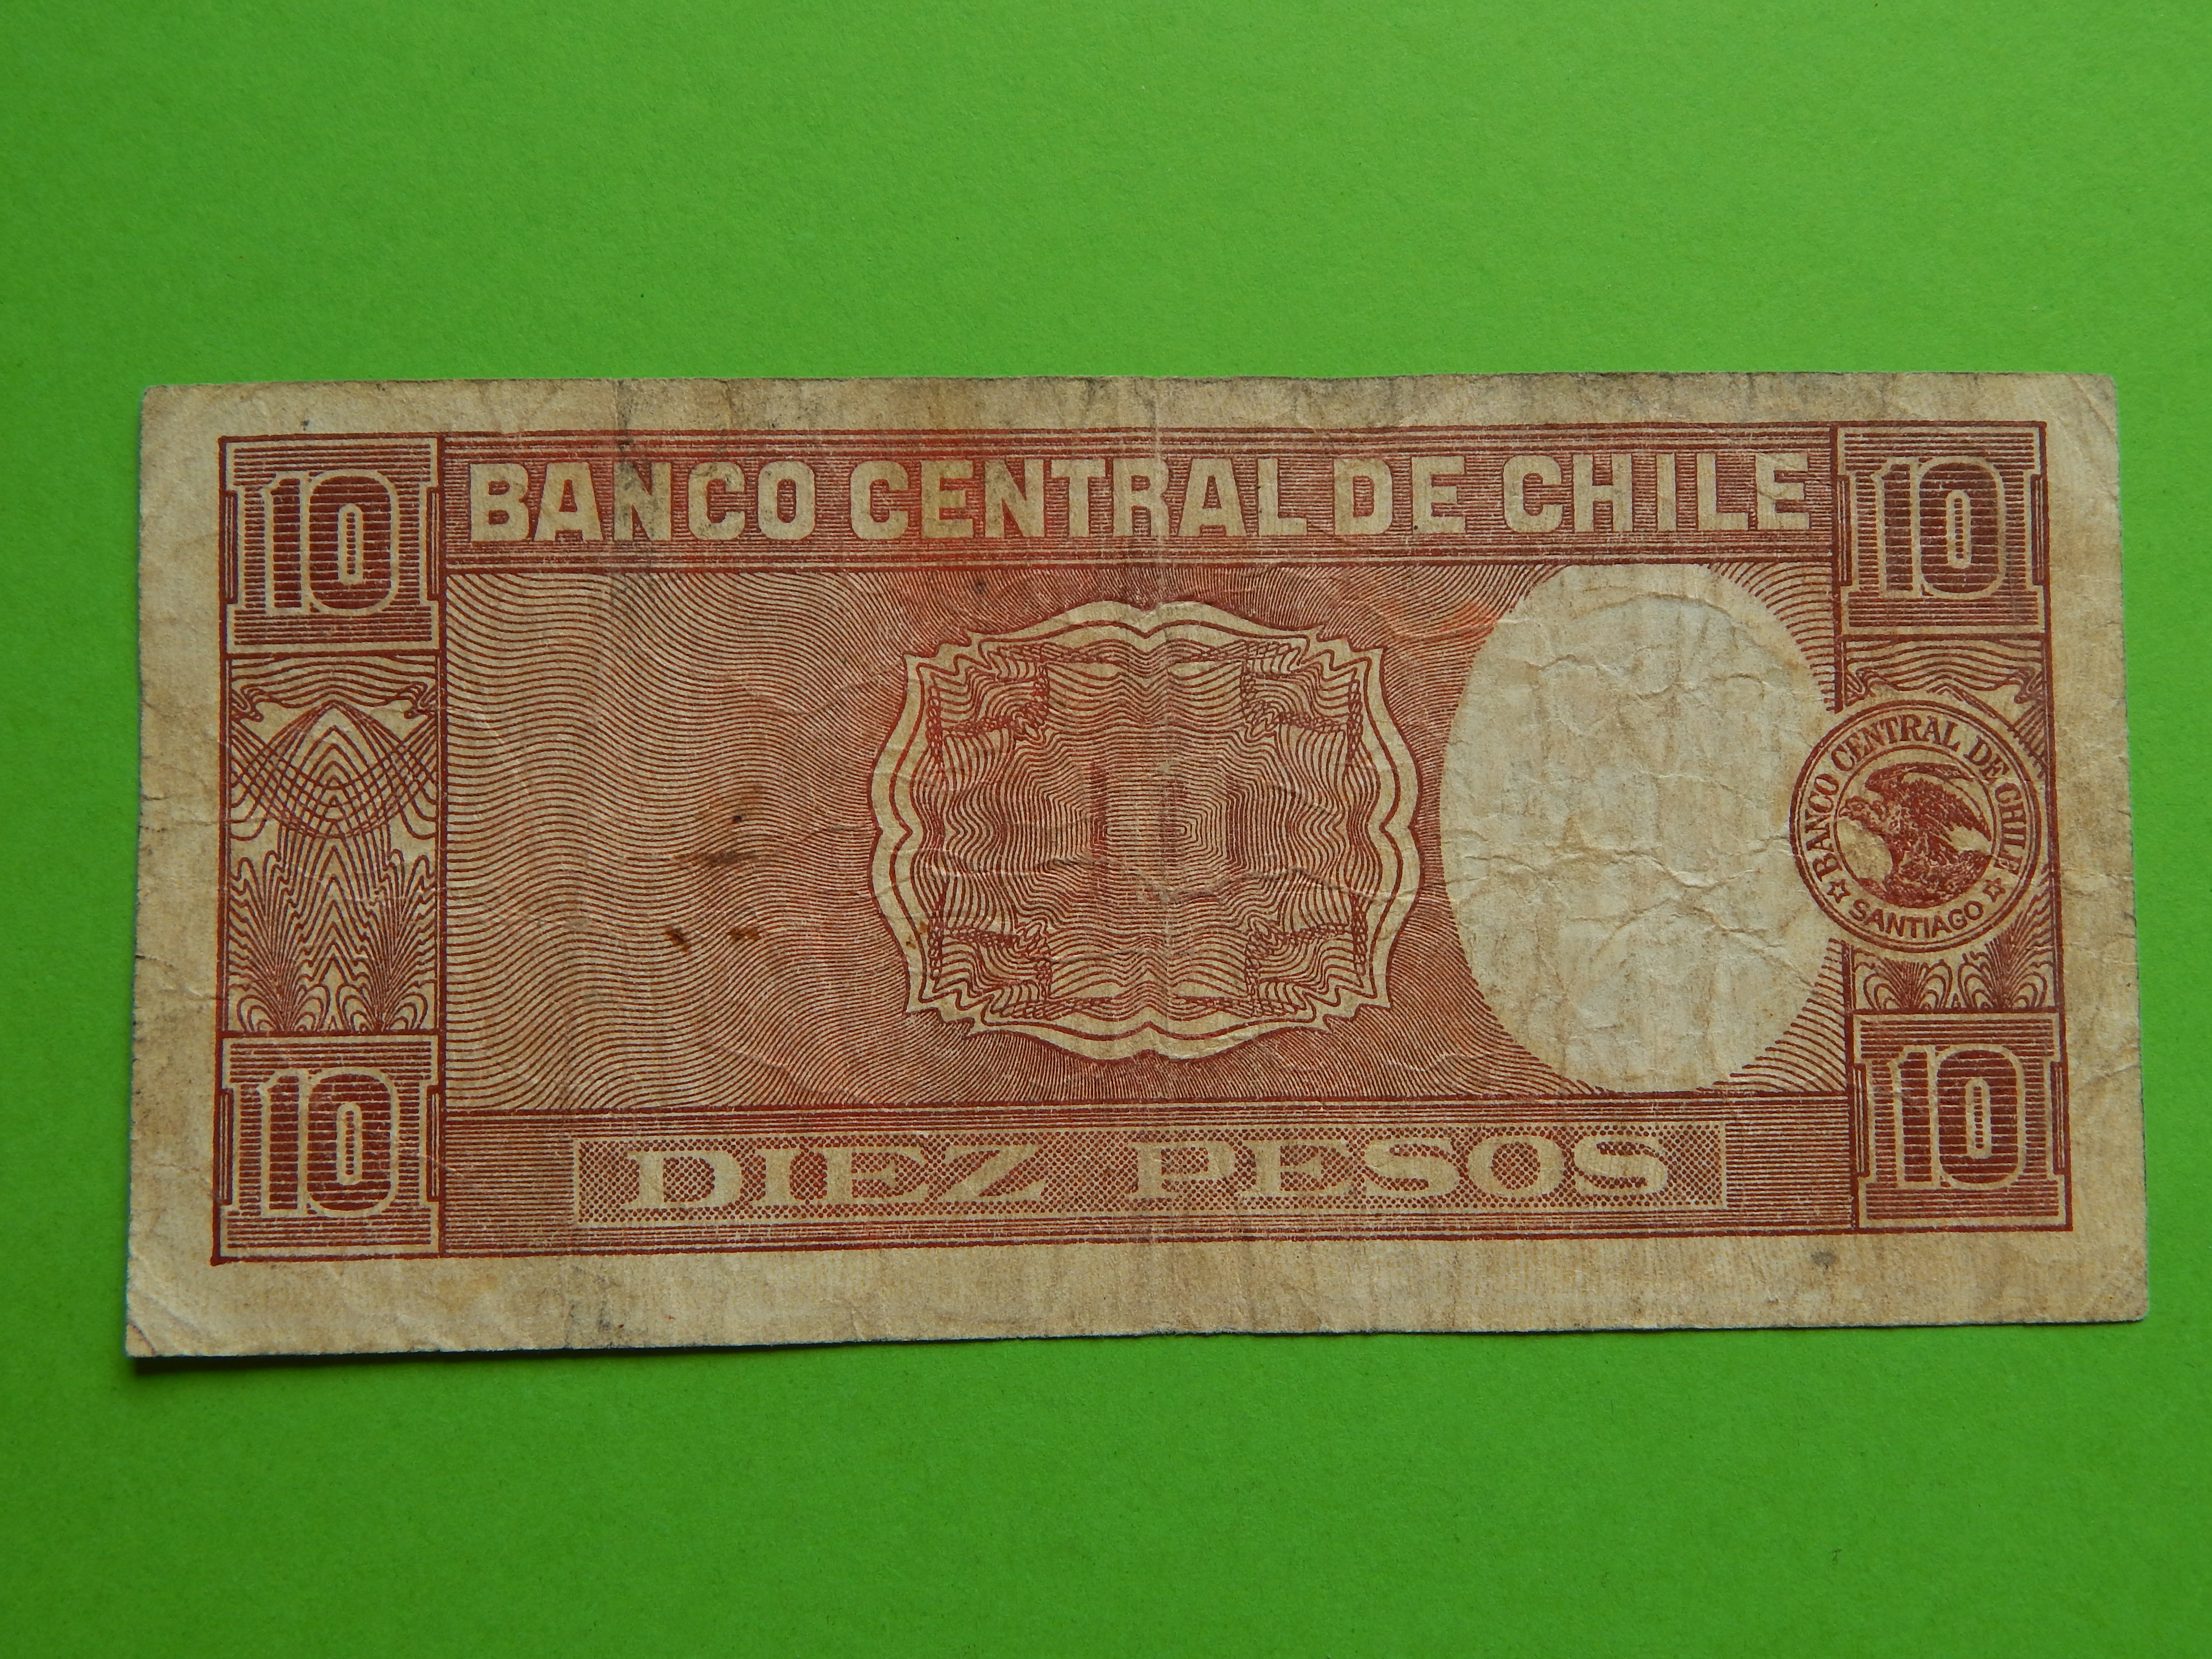 10 BANCO CENTRAL DE CHILE 10
BANCO CENTRAL DE CHILE
SANTIAGO
10 DIEZ PESOS 10